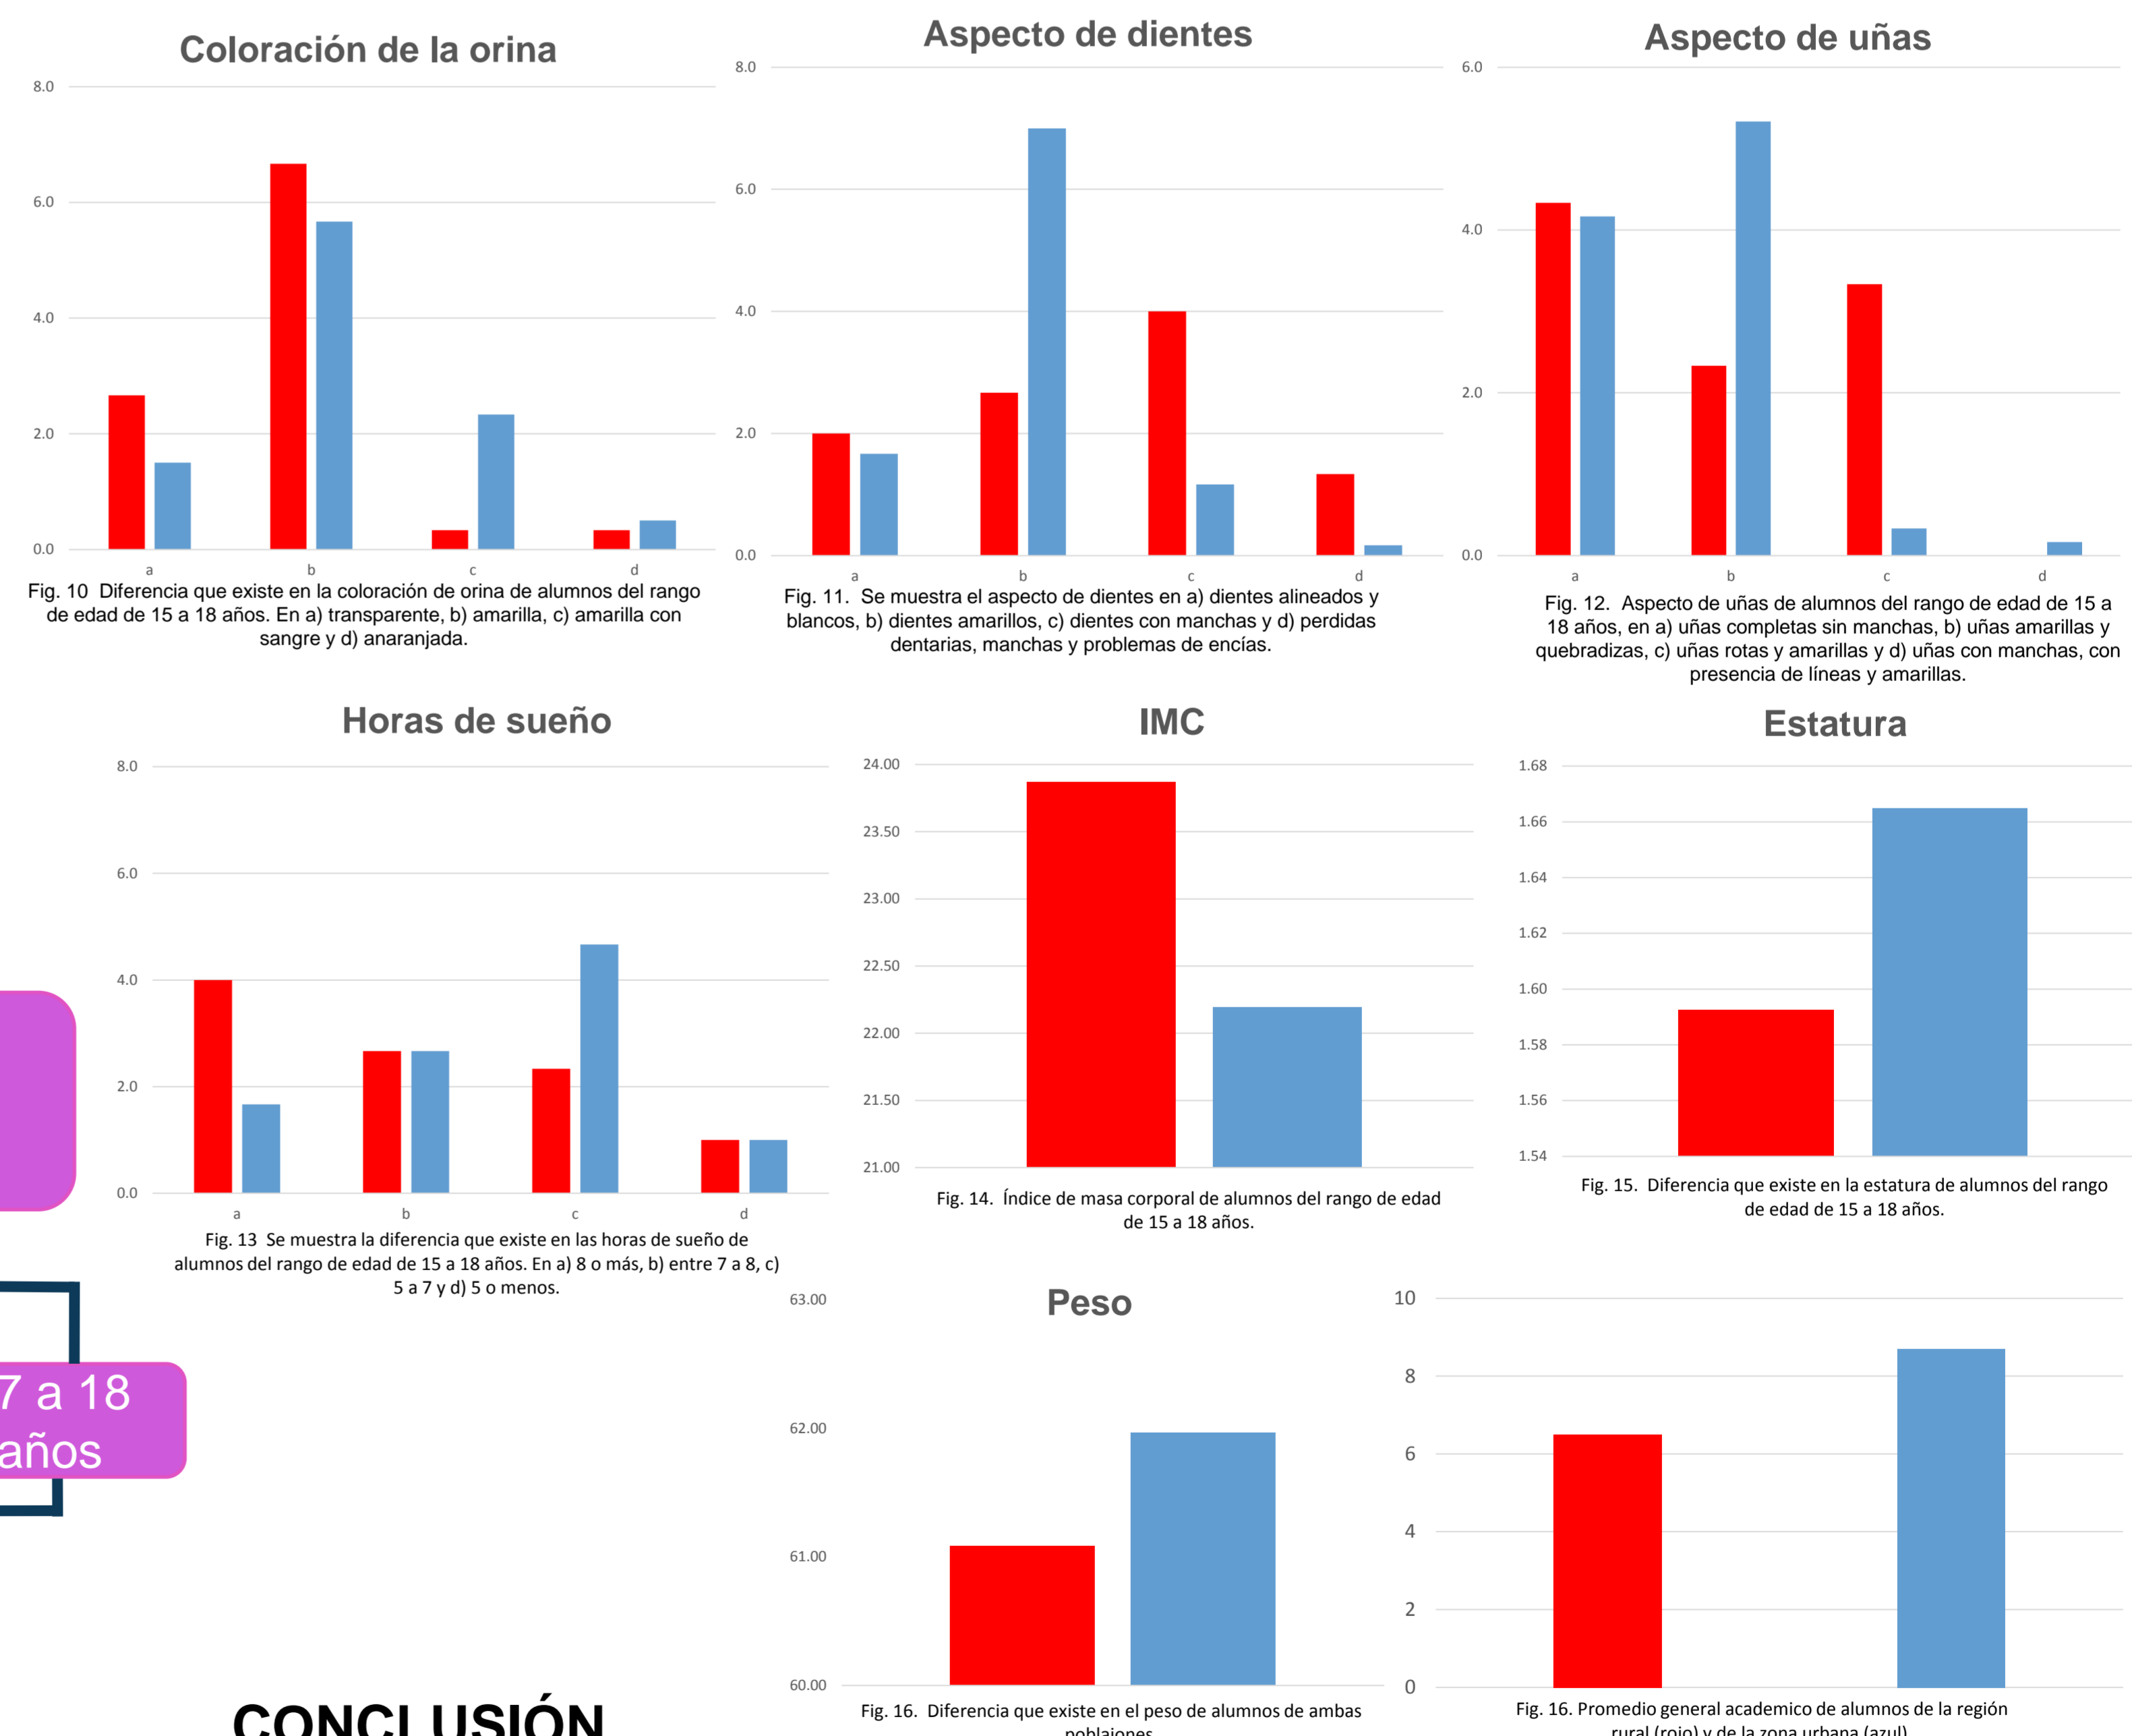 Coloración de la orina
8.0
6.0
4.0
2.0
0.0
a b c d
Fig. 10 Diferencia que existe en la coloración de orina de alumnos del rango
de edad de 15 a 18 años. En a) transparente, b) amarilla, c) amarilla con
sangre y d) anaranjada.
Aspecto de dientes
8.0
6.0
4.0
2.0
0.0
a b c d
Fig. 11. Se muestra el aspecto de dientes en a) dientes alineados y
blancos, b) dientes amarillos, c) dientes con manchas y d) perdidas
dentarias, manchas y problemas de encías.
Aspecto de uñas
6.0
4.0
2.0
0.0
a b c d
Fig. 12. Aspecto de uñas de alumnos del rango de edad de 15 a
18 años, en a) uñas completas sin manchas, b) uñas amarillas y
quebradizas, c) uñas rotas y amarillas y d) uñas con manchas, con
presencia de líneas y amarillas.
Horas de sueño
8.0
6.0
4.0
2.0
0.0
a b c d
Fig. 13 Se muestra la diferencia que existe en las horas de sueño de
alumnos del rango de edad de 15 a 18 años. En a) 8 o más, b) entre 7 a 8, c)
5 a 7 y d) 5 o menos.
IMC
24.00
23.50
23.00
22.50
22.00
21.50
21.00
Fig. 14. Índice de masa corporal de alumnos del rango de edad
de 15 a 18 años.
Estatura
1.68
1.66
1.64
1.62
1.60
1.58
1.56
1.54
Fig. 15. Diferencia que existe en la estatura de alumnos del rango
de edad de 15 a 18 años.
7 a 18
años
Peso
63.00
62.00
61.00
60.00
Fig. 16. Diferencia que existe en el peso de alumnos de ambas
poblaiones
10
8
6
4
2
0
Fig. 16. Promedio general academico de alumnos de la región
rural (rojo) y de la zona urbana (azul)
CONCLUSIÓN